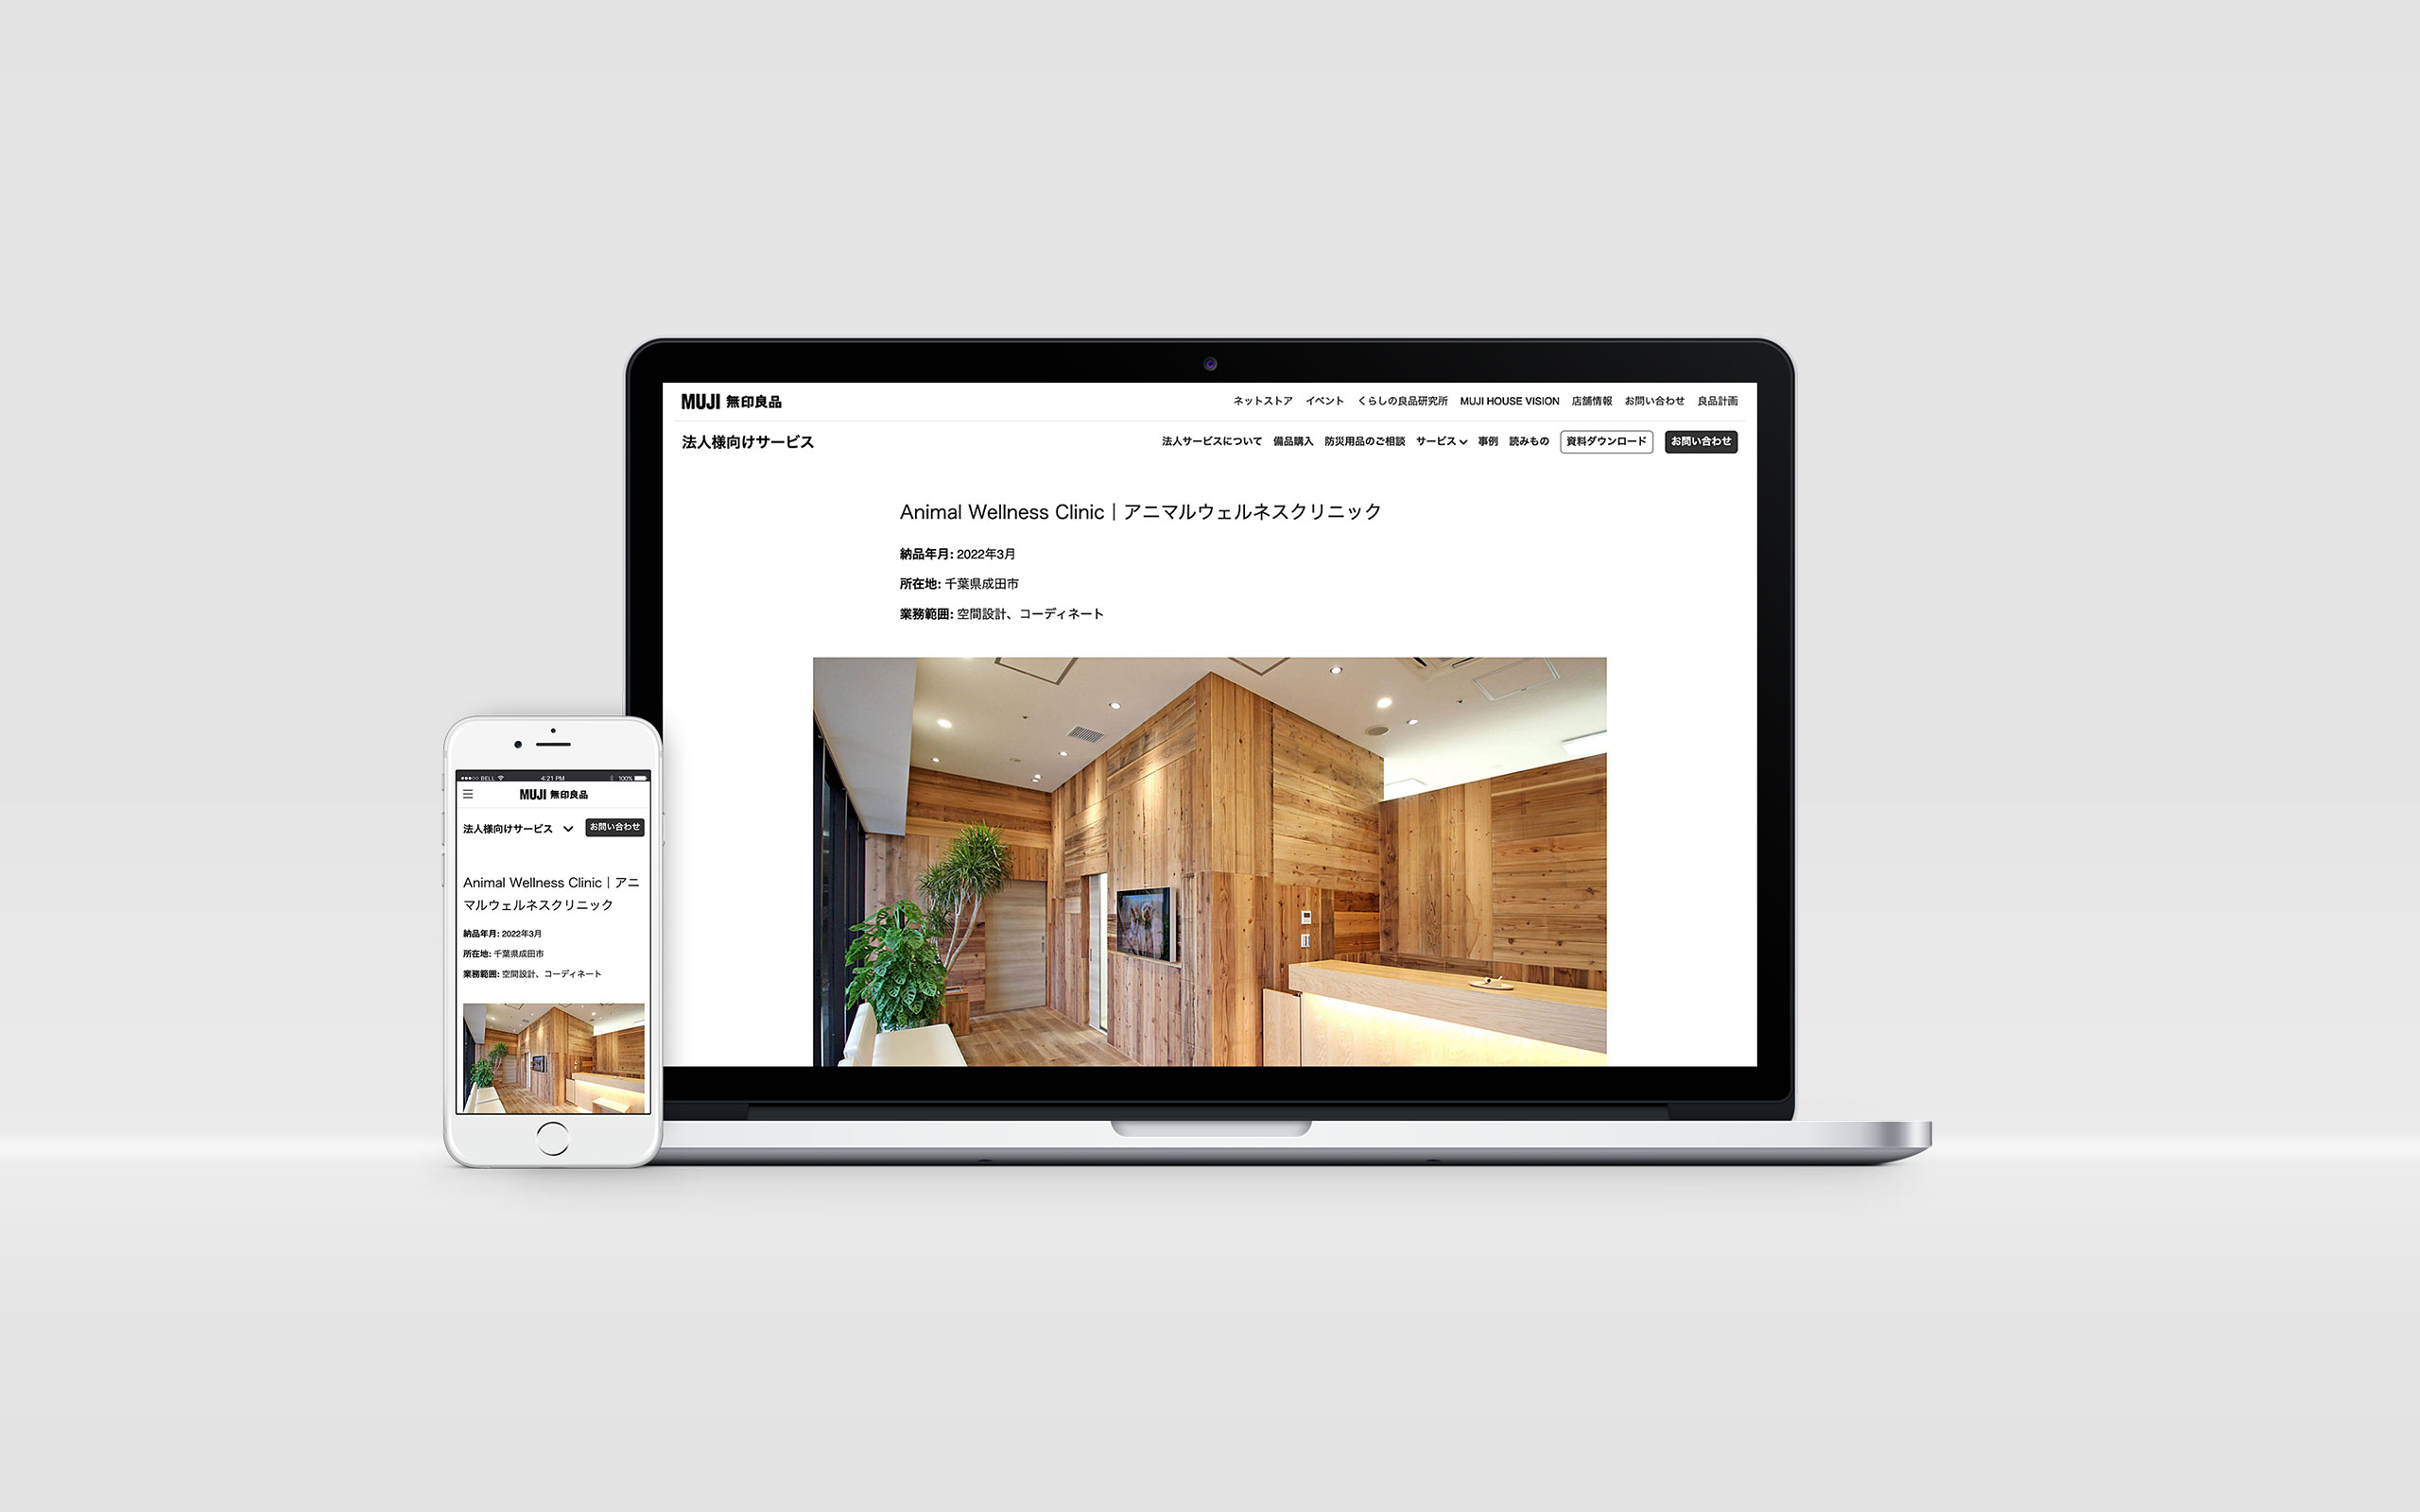 MUJI 無印良品
ネットストア イベント くらしの良品研究所 MUJI HOUSE VISION 店舗情報 お問い合わせ 良品計画
法人様向けサービス
法人サービスについて 備品購入 防災用品のご相談 サービス 事例 読みもの 資料ダウンロード お問い合わせ
Animal Wellness Clinic｜アニマルウェルネスクリニック
納品年月: 2022年3月
所在地: 千葉県成田市
業務範囲: 空間設計、コーディネート
BELL 4:21 PM 100%
MUJI 無印良品
法人様向けサービス お問い合わせ
Animal Wellness Clinic｜アニ
マルウェルネスクリニック
納品年月: 2022年3月
所在地: 千葉県成田市
業務範囲: 空間設計、コーディネート